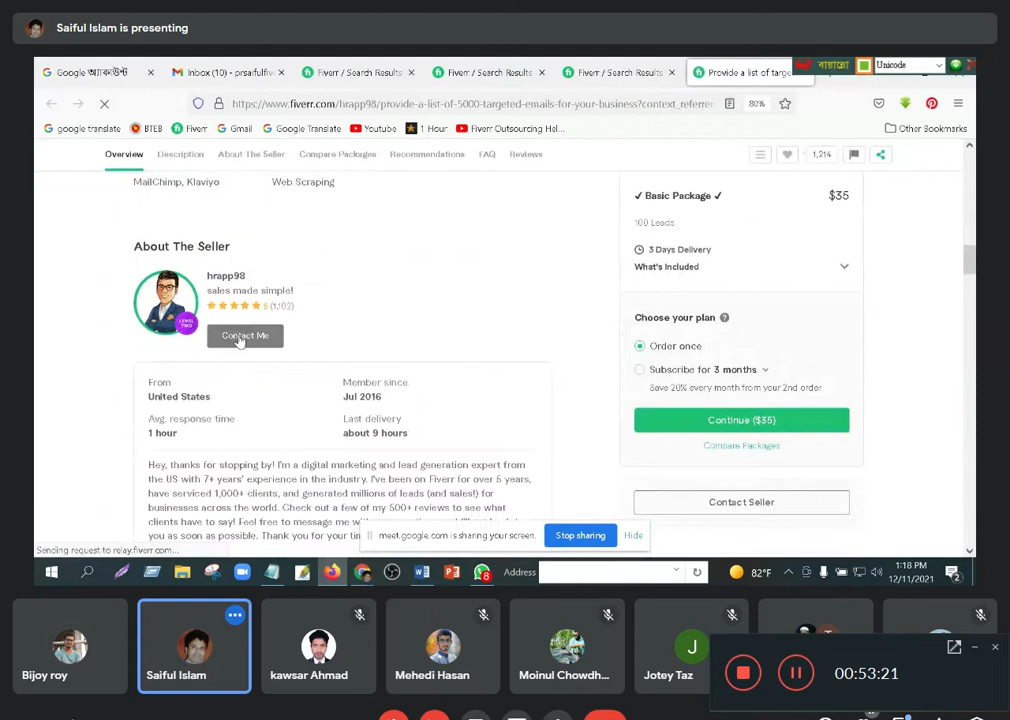 Saiful Islam is presenting
Google অ্যাকাউন্ট
Inbox (10) - prsaifulfiv
Fiverr / Search Results
Fiverr / Search Results
Fiverr / Search Results
Provide a list of targe
বায়ান্নো
Unicode
https://www.fiverr.com/hrapp98/provide-a-list-of-5000-targeted-emails-for-your-business?context_referrer
80%
google translate
BTEB
Fiverr
Gmail
Google Translate
Youtube
1 Hour
Fiverr Outsourcing Hel...
Other Bookmarks
Overview
Description
About The Seller
Compare Packages
Recommendations
FAQ
Reviews
1,214
MailChimp, Klaviyo
Web Scraping
✓ Basic Package ✓
$35
100 Leads
3 Days Delivery
What's Included
About The Seller
hrapp98
sales made simple!
5 (1,102)
LEVEL TWO
Contact Me
Choose your plan
Order once
Subscribe for 3 months
Save 20% every month from your 2nd order
Continue ($35)
Compare Packages
Contact Seller
From
United States
Member since
Jul 2016
Avg. response time
1 hour
Last delivery
about 9 hours
Hey, thanks for stopping by! I'm a digital marketing and lead generation expert from
the US with 7+ years' experience in the industry. I've been on Fiverr for over 5 years,
have serviced 1,000+ clients, and generated millions of leads (and sales!) for
businesses across the world. Check out a few of my 500+ reviews to see what
clients have to say! Feel free to message me
you as soon as possible. Thank you for your
meet.google.com is sharing your screen.
Stop sharing
Hide
Sending request to relay.fiverr.com...
Address
82°F
1:18 PM
12/11/2021
8
2
Bijoy roy
Saiful Islam
kawsar Ahmad
Mehedi Hasan
Moinul Chowdh...
J
Jotey Taz
00:53:21